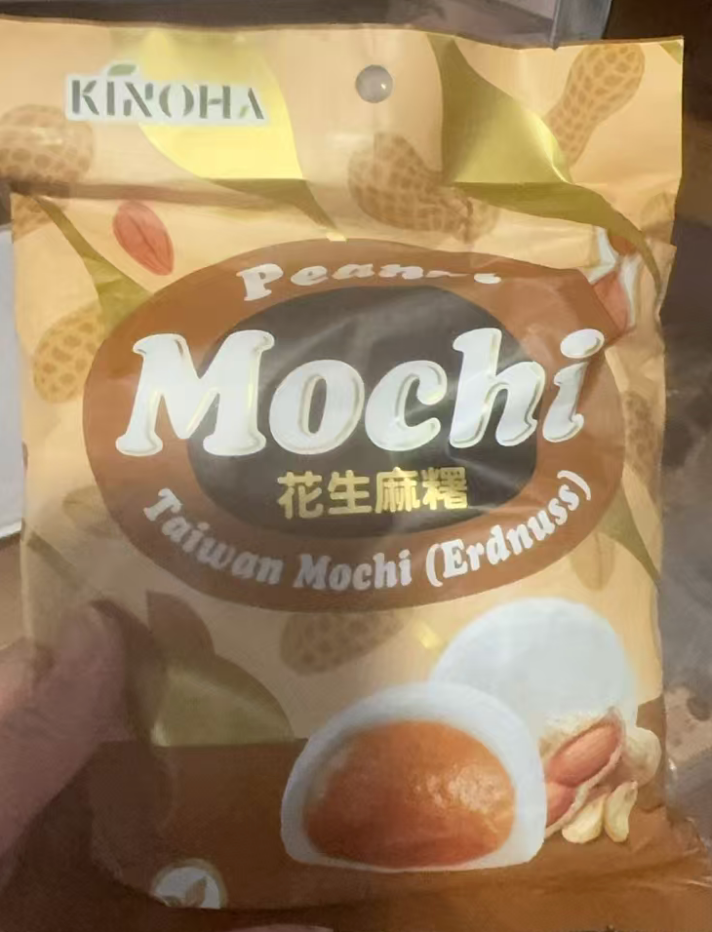 KINOHA
Mochi
花生麻糬
Taiwan Mochi (Erdnuss)